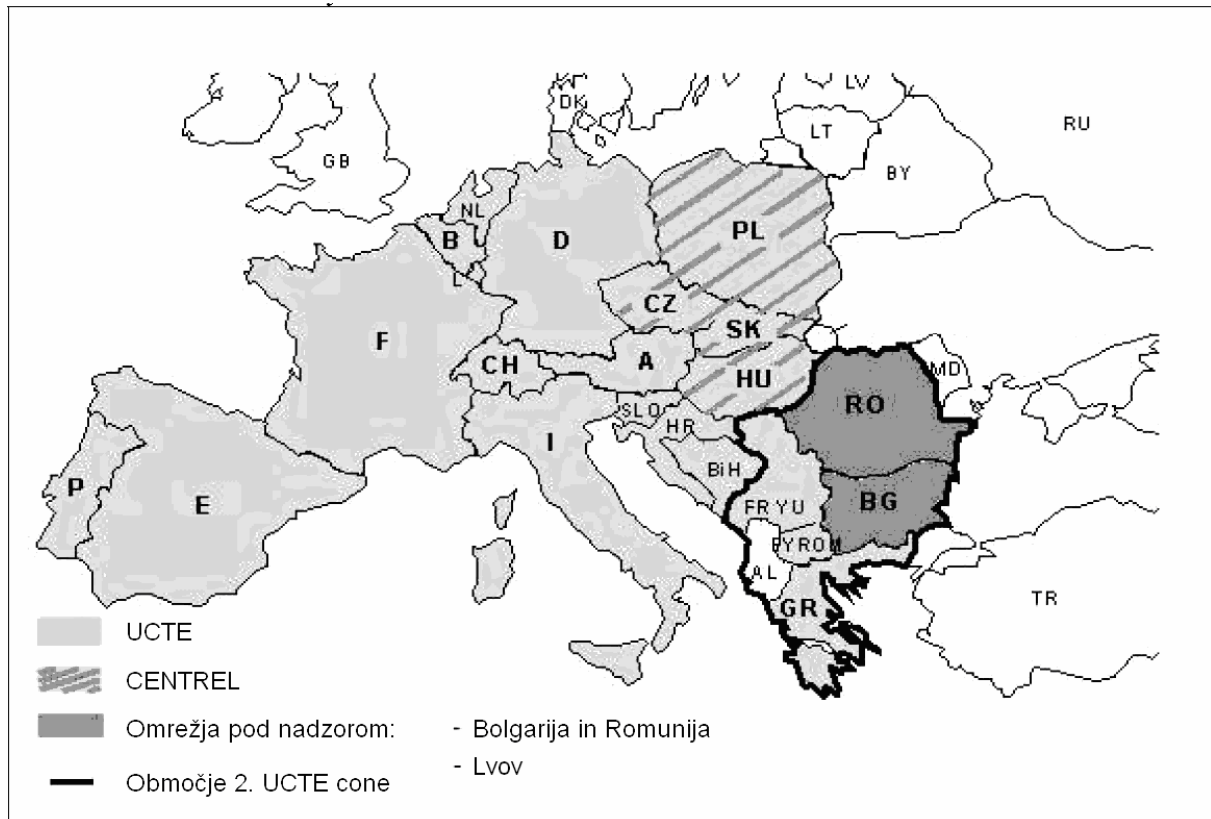 DK
LV
LT
RU
GB
BY
NL
B
D
PL
L
CZ
SK
F
CH
A
HU
MD
RO
SLO
HR
I
BiH
P
E
FR YU
BG
FYROM
AL
GR
TR
UCTE
CENTREL
Omrežja pod nadzorom: - Bolgarija in Romunija
- Lvov
Območje 2. UCTE cone